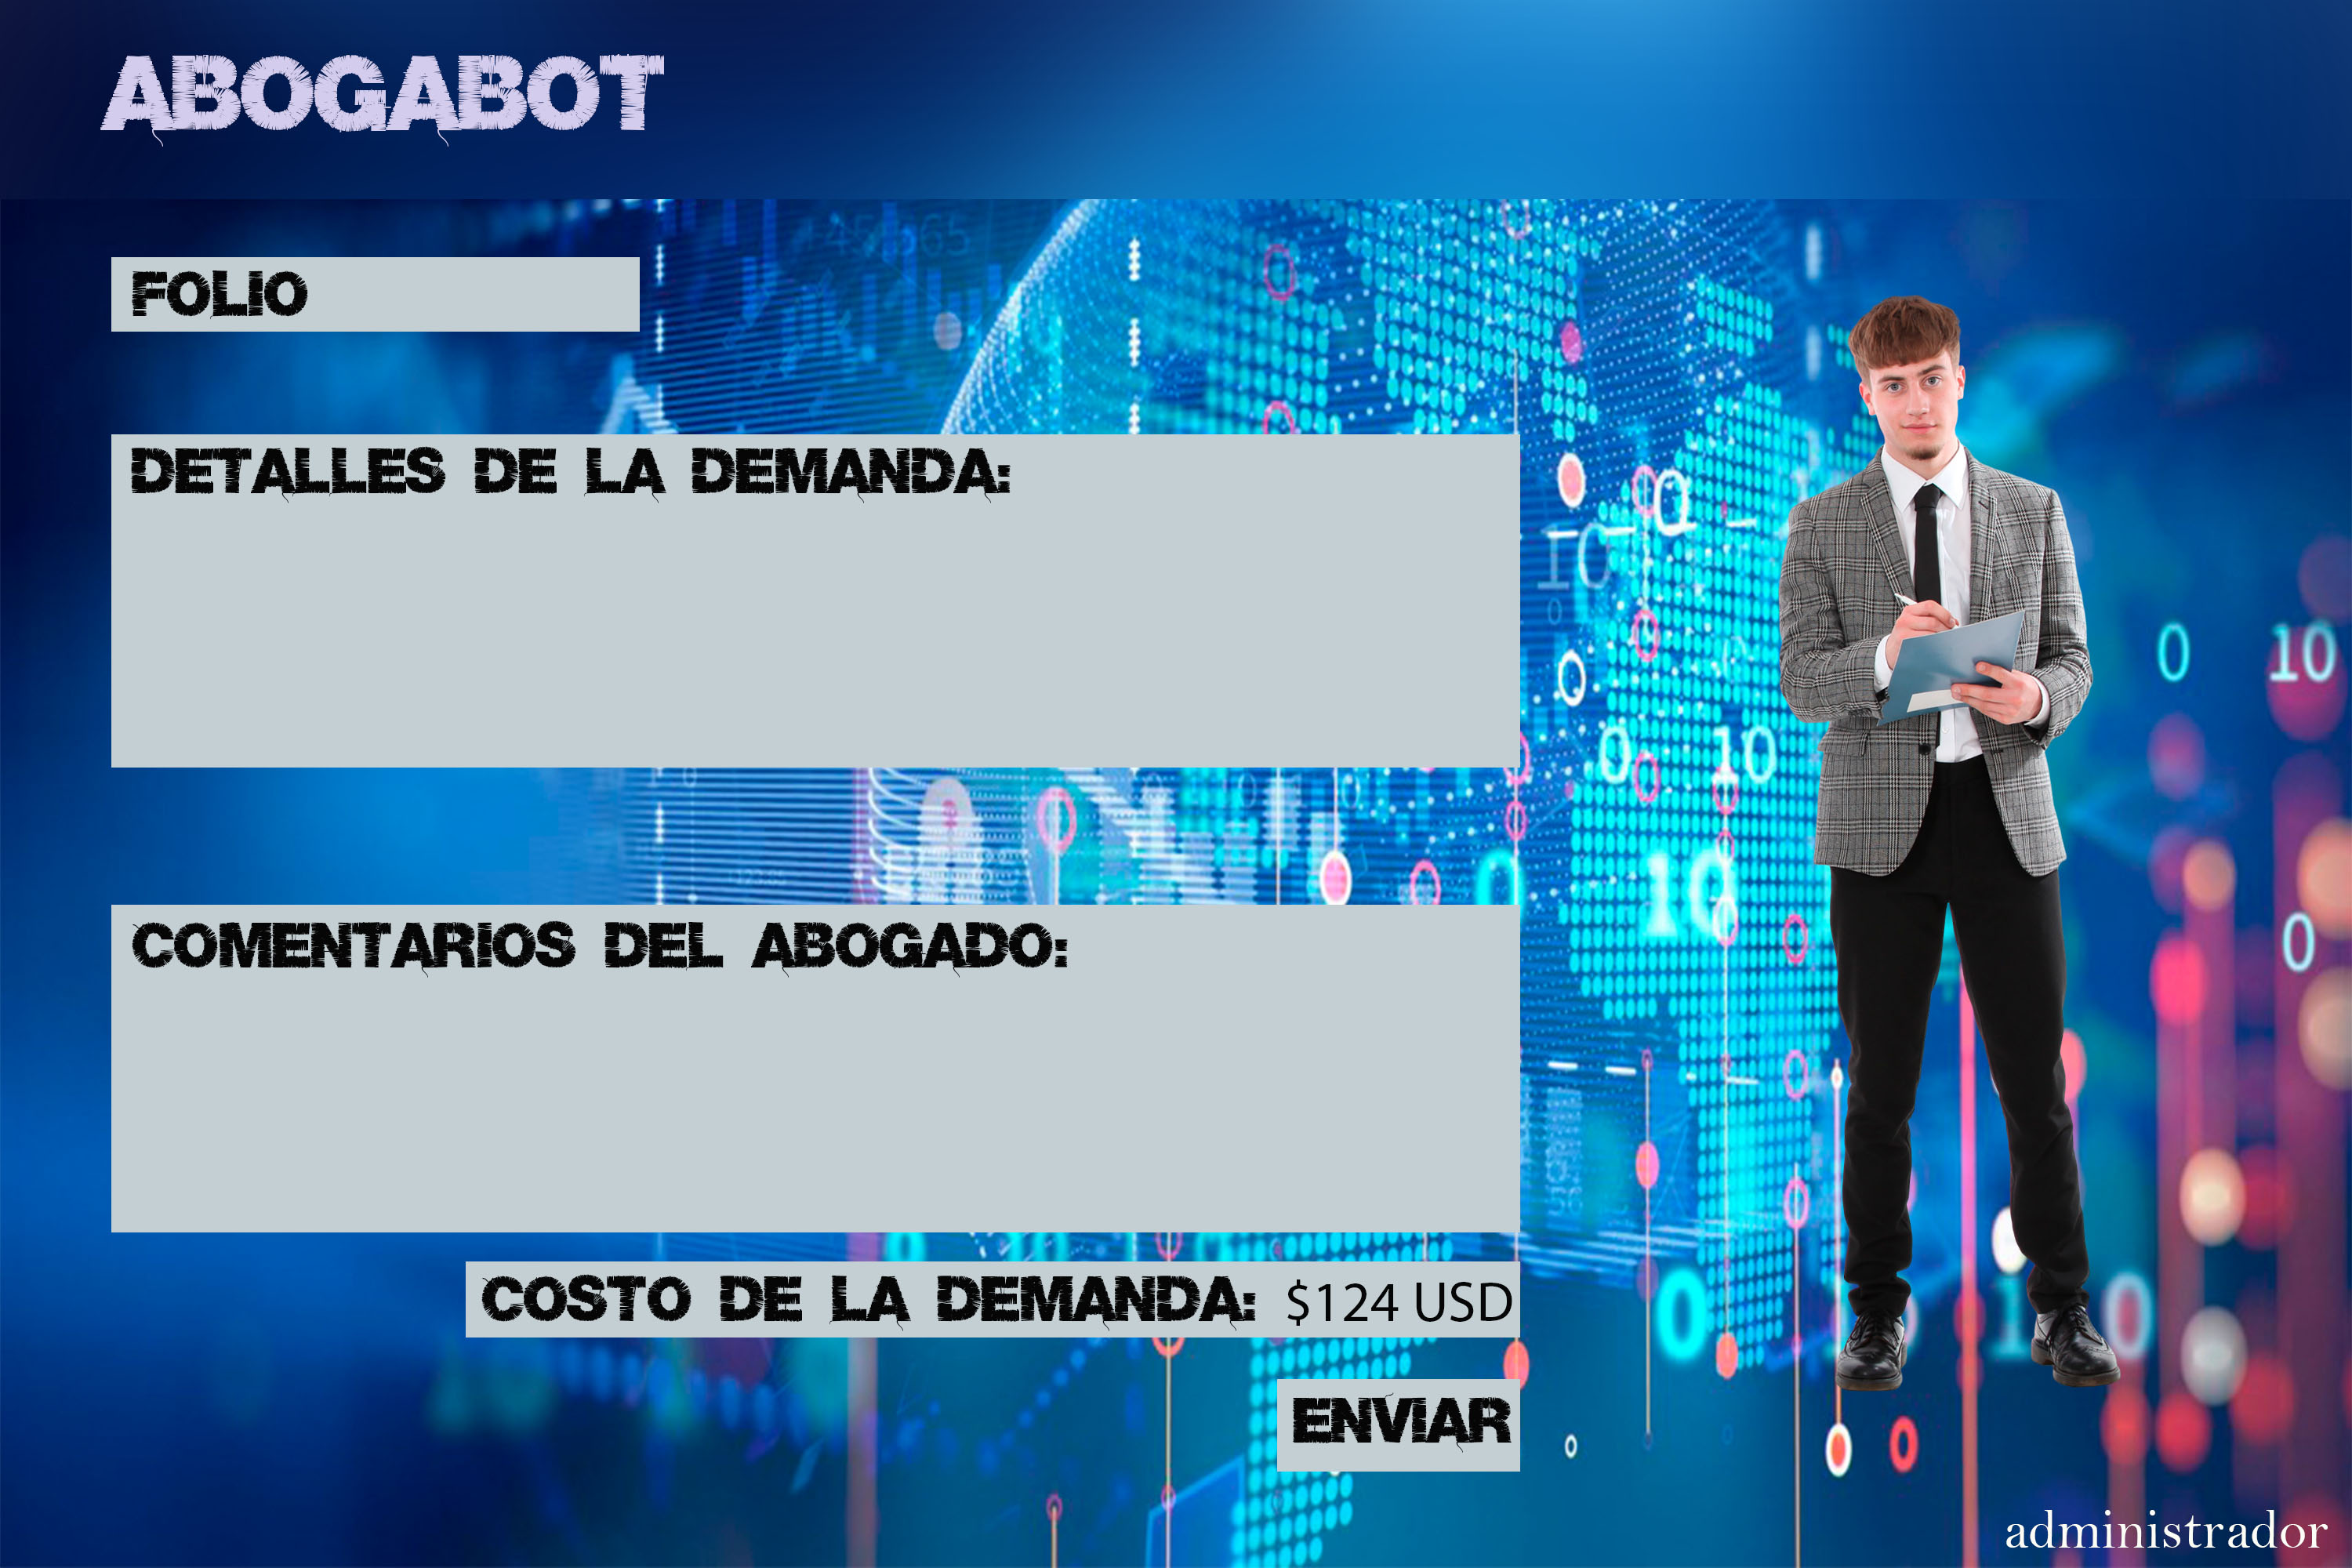 ABOGABOT
FOLIO
DETALLES DE LA DEMANDA:
COMENTARIOS DEL ABOGADO:
COSTO DE LA DEMANDA: $124 USD
ENVIAR
administrador